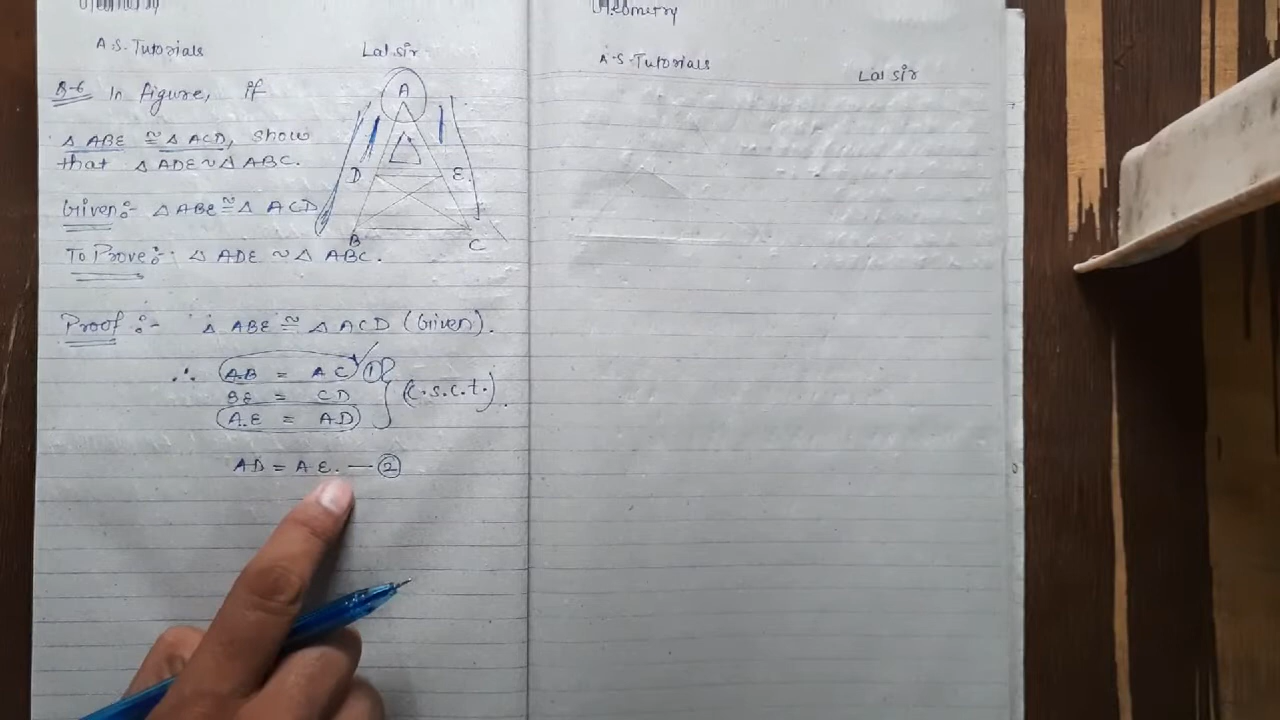 Geometry
A.S. Tutorials Lal sir
Q-6 In figure, if
△ ABE ≅ △ ACD, show
that △ ADE ~ △ ABC.
Given:- △ ABE ≅ △ ACD
To Prove:- △ ADE ~ △ ABC.
A
D E
B C
Proof :- △ ABE ≅ △ ACD (Given).
∴ AB = AC ①
BE = CD (C.s.c.t.).
AE = AD
AD = AE. — ②
Geometry
A.S. Tutorials Lal sir